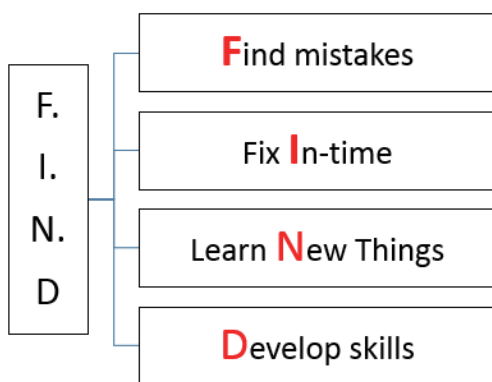 F.
I.
N.
D
Find mistakes
Fix In-time
Learn New Things
Develop skills